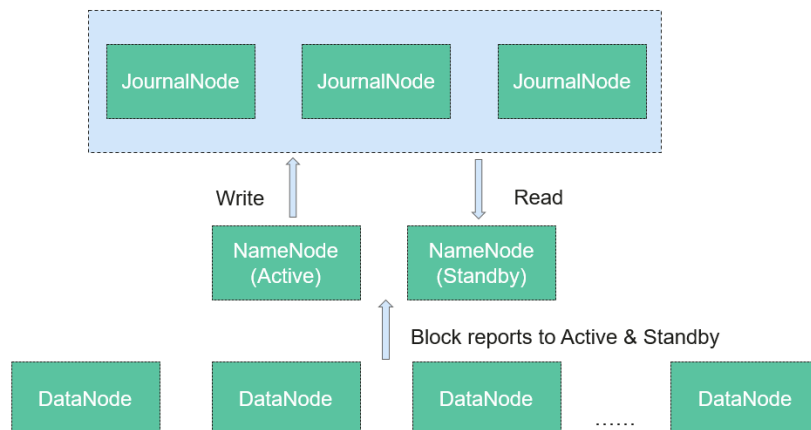 JournalNode
JournalNode
JournalNode
Write
Read
NameNode
(Active)
NameNode
(Standby)
Block reports to Active & Standby
DataNode
DataNode
DataNode
......
DataNode